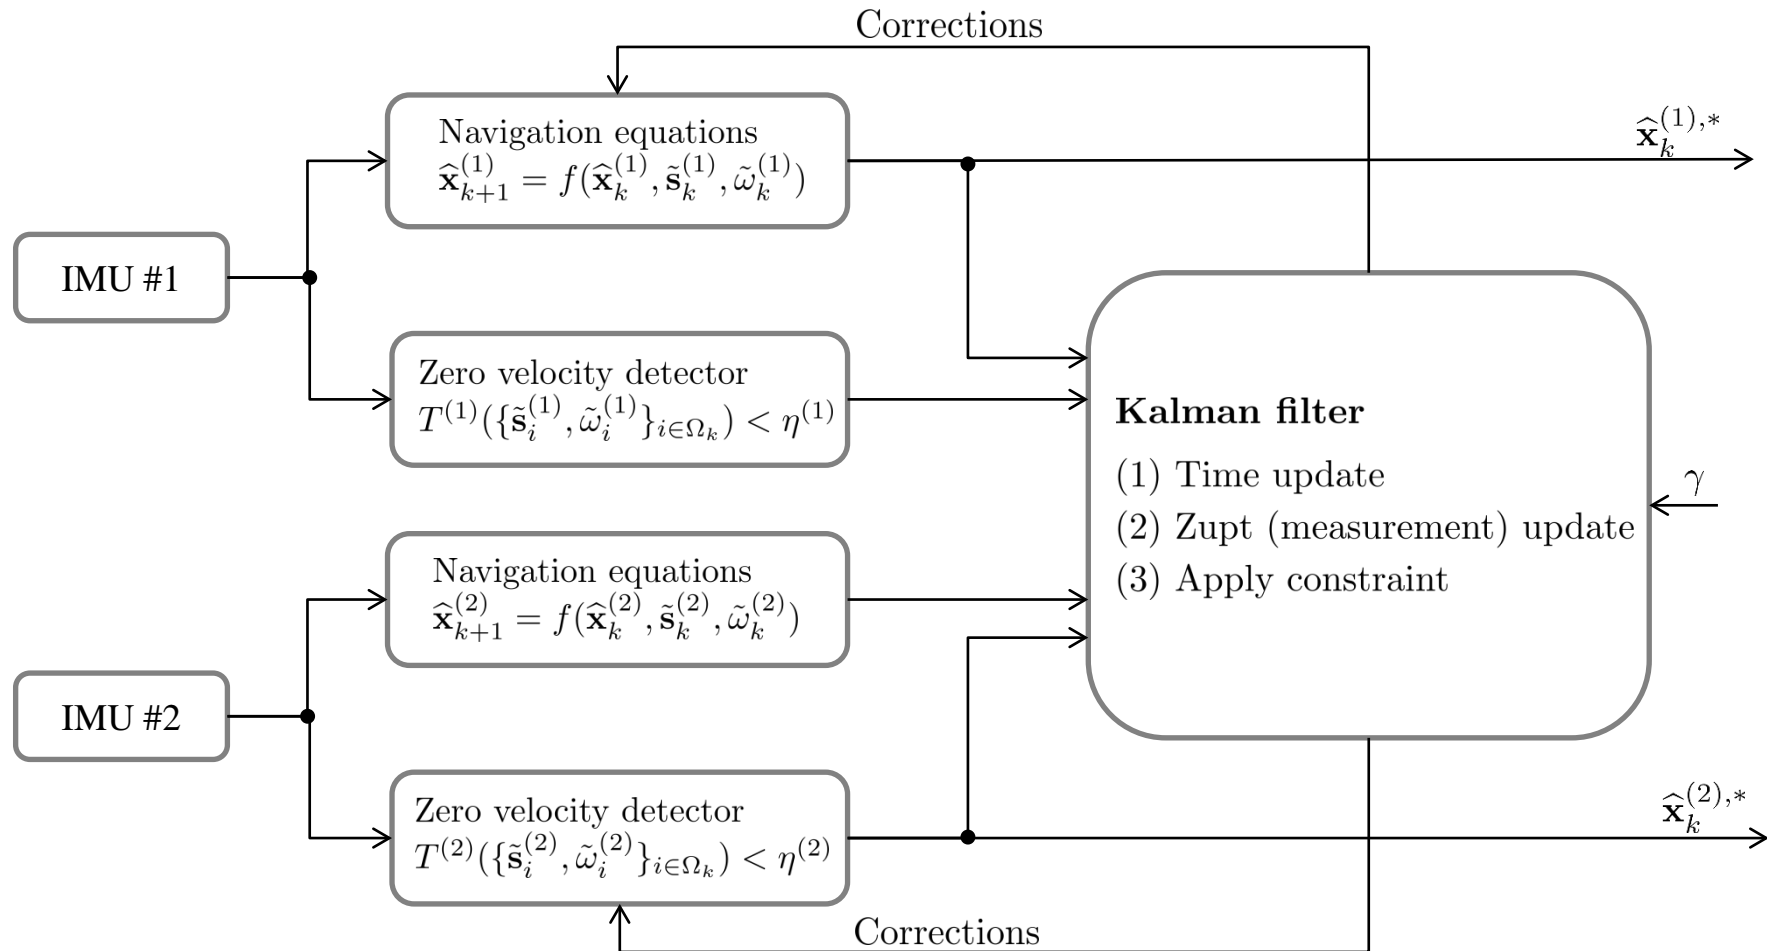 Corrections
Navigation equations
x̂_{k+1}^{(1)} = f(x̂_k^{(1)}, s̃_k^{(1)}, ω̃_k^{(1)})
x̂_k^{(1),*}
IMU #1
Zero velocity detector
T^{(1)}({s̃_i^{(1)}, ω̃_i^{(1)}}_{i∈Ω_k}) < η^{(1)}
Kalman filter
(1) Time update
(2) Zupt (measurement) update
(3) Apply constraint
γ
Navigation equations
x̂_{k+1}^{(2)} = f(x̂_k^{(2)}, s̃_k^{(2)}, ω̃_k^{(2)})
IMU #2
Zero velocity detector
T^{(2)}({s̃_i^{(2)}, ω̃_i^{(2)}}_{i∈Ω_k}) < η^{(2)}
x̂_k^{(2),*}
Corrections